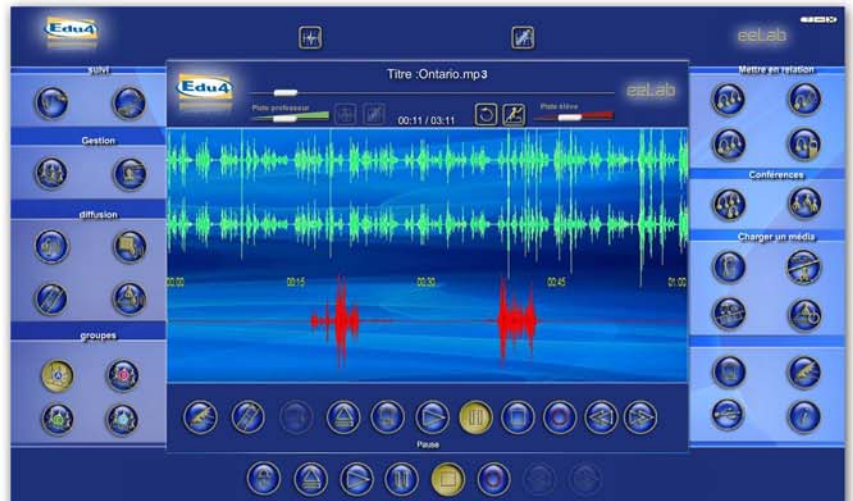 Edu4
eeLab
suivi
Gestion
diffusion
groupes
Edu4
Titre :Ontario.mp3
eeLab
Piste professeur
00:11 / 03:11
Piste élève
00:00
00:15
00:30
00:45
01:00
Pause
Mettre en relation
Conférences
Charger un média